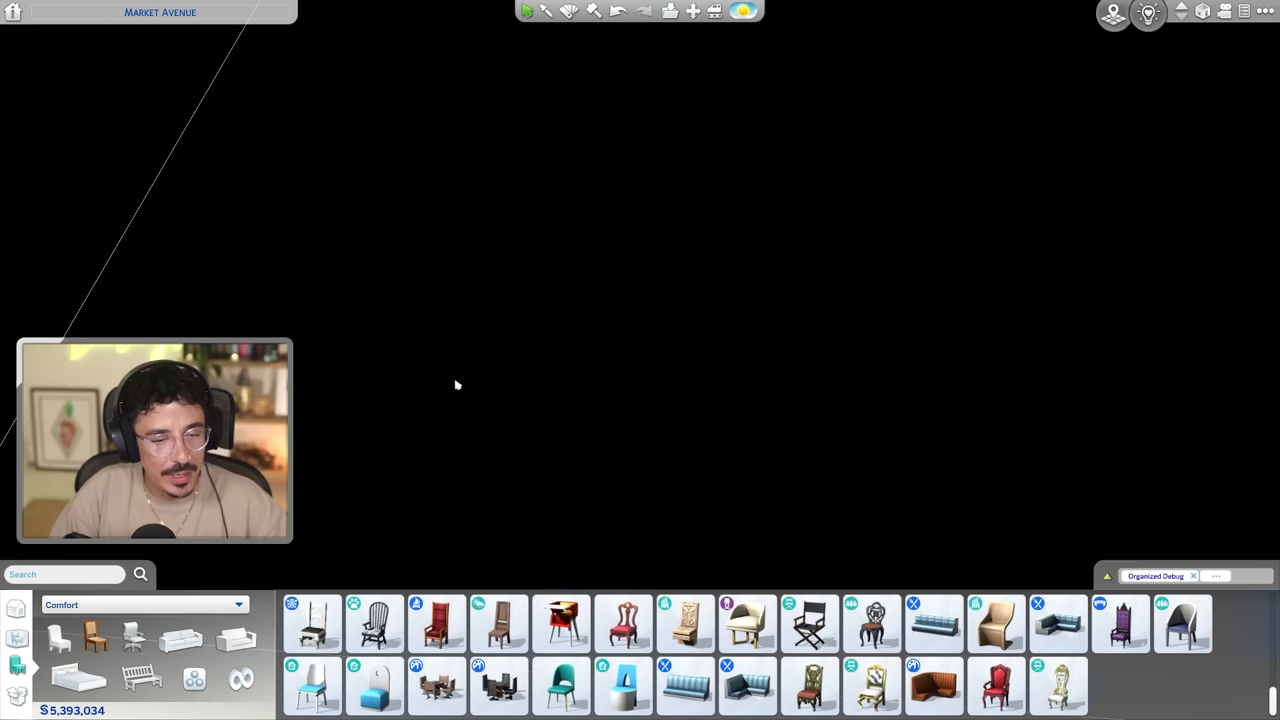 MARKET AVENUE
Search
Organized Debug
Comfort
$5,393,034